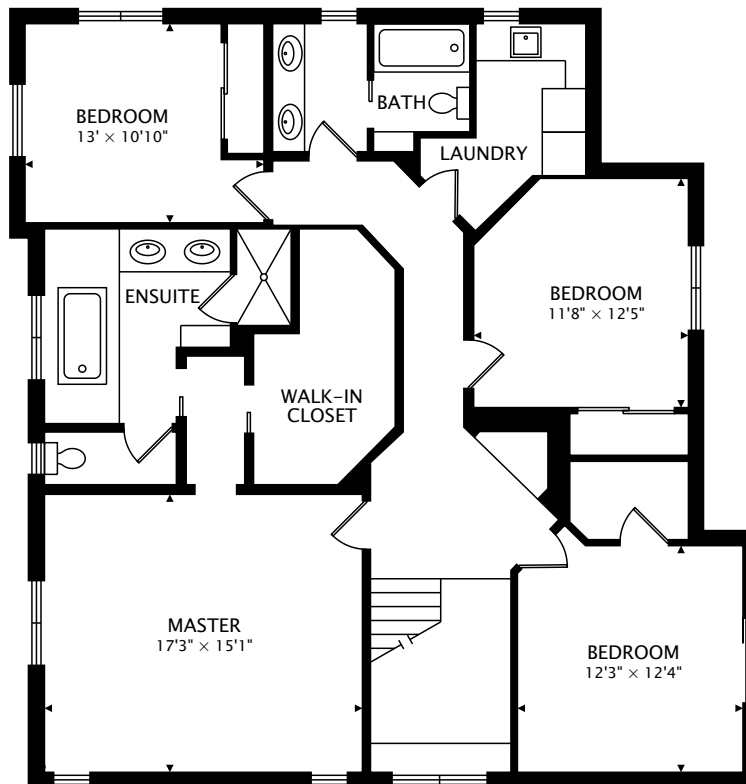 BEDROOM
13' × 10'10"
BATH
LAUNDRY
ENSUITE
BEDROOM
11'8" × 12'5"
WALK-IN
CLOSET
MASTER
17'3" × 15'1"
BEDROOM
12'3" × 12'4"